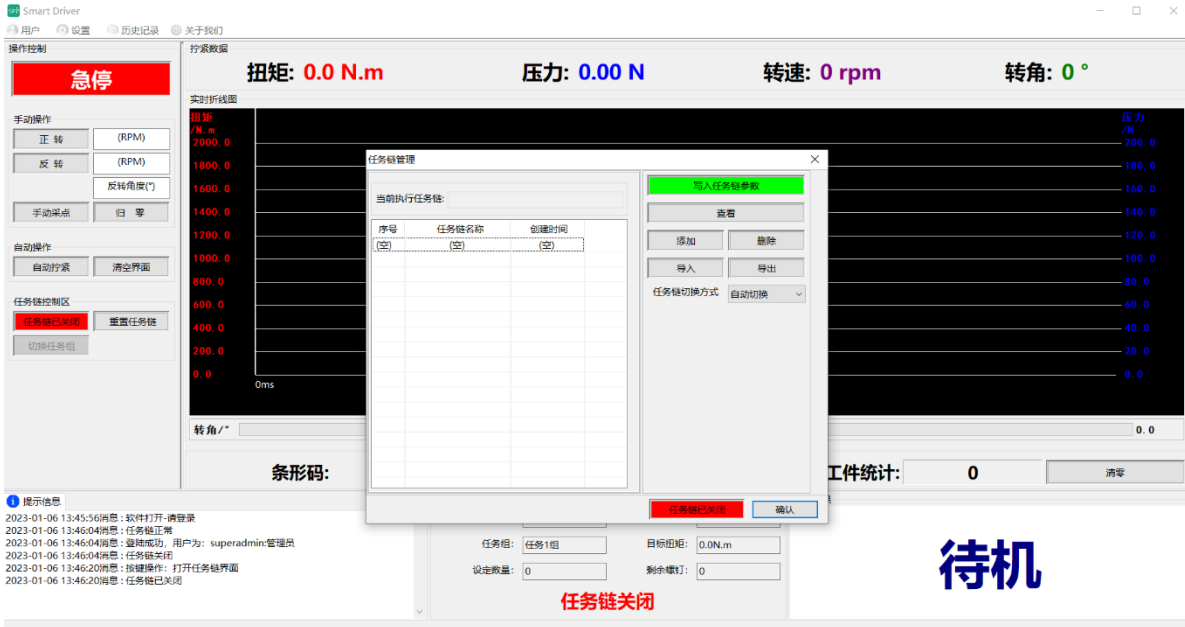 Smart Driver
用户 设置 历史记录 关于我们
操作控制
急停
手动操作
正 转 (RPM)
反 转 (RPM)
反转角度(°)
手动采点 归 零
自动操作
自动拧紧 清空界面
任务链控制区
任务链已关闭 重置任务链
切换任务组
拧紧数据
扭矩: 0.0 N.m 压力: 0.00 N 转速: 0 rpm 转角: 0 °
实时折线图
扭矩
/N.m
2000.0
1800.0
1600.0
1400.0
1200.0
1000.0
800.0
600.0
400.0
200.0
0.0
0ms
压力
/N
200.0
180.0
160.0
140.0
120.0
100.0
80.0
60.0
40.0
20.0
0.0
转角/° 0.0
条形码: 工件统计: 0 清零
任务链管理
当前执行任务链:
序号 任务链名称 创建时间
(空) (空) (空)
写入任务链参数
查看
添加 删除
导入 导出
任务链切换方式 自动切换
任务链已关闭 确认
提示信息
2023-01-06 13:45:56消息：软件打开-请登录
2023-01-06 13:46:04消息：任务链正常
2023-01-06 13:46:04消息：登陆成功，用户为：superadmin:管理员
2023-01-06 13:46:04消息：任务链关闭
2023-01-06 13:46:20消息：按键操作：打开任务链界面
2023-01-06 13:46:20消息：任务链已关闭
任务组: 任务1组 目标扭矩: 0.0N.m
设定数量: 0 剩余螺钉: 0
任务链关闭
待机